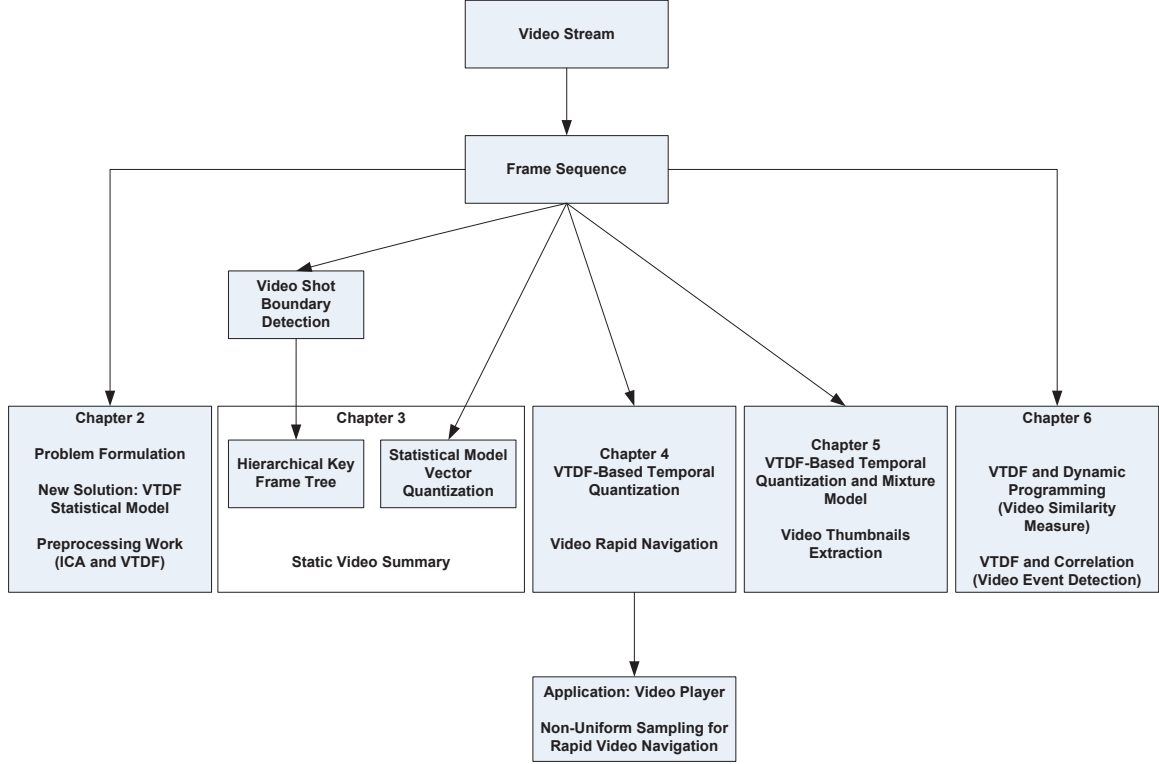 Video Stream
Frame Sequence
Video Shot
Boundary
Detection
Chapter 2
Problem Formulation
New Solution: VTDF
Statistical Model
Preprocessing Work
(ICA and VTDF)
Chapter 3
Hierarchical Key
Frame Tree
Statistical Model
Vector
Quantization
Static Video Summary
Chapter 4
VTDF-Based Temporal
Quantization
Video Rapid Navigation
Chapter 5
VTDF-Based Temporal
Quantization and Mixture
Model
Video Thumbnails
Extraction
Chapter 6
VTDF and Dynamic
Programming
(Video Similarity
Measure)
VTDF and Correlation
(Video Event Detection)
Application: Video Player
Non-Uniform Sampling for
Rapid Video Navigation